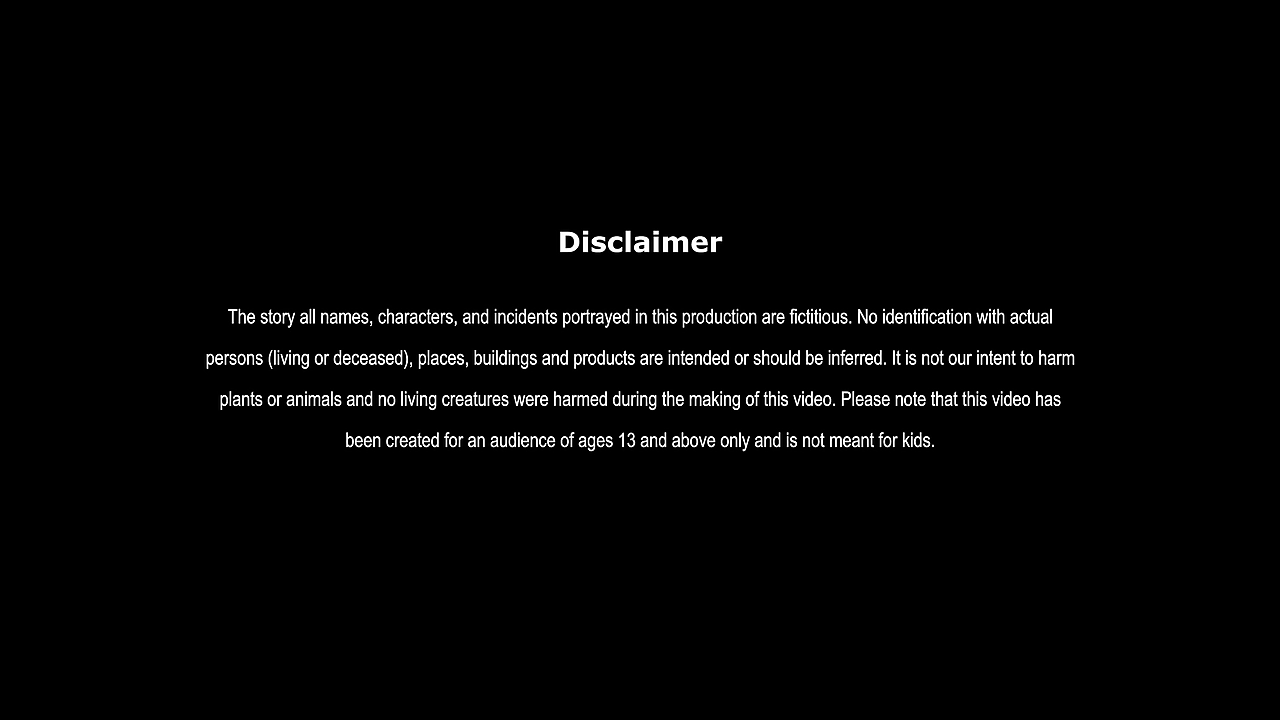 Disclaimer
The story all names, characters, and incidents portrayed in this production are fictitious. No identification with actual
persons (living or deceased), places, buildings and products are intended or should be inferred. It is not our intent to harm
plants or animals and no living creatures were harmed during the making of this video. Please note that this video has
been created for an audience of ages 13 and above only and is not meant for kids.